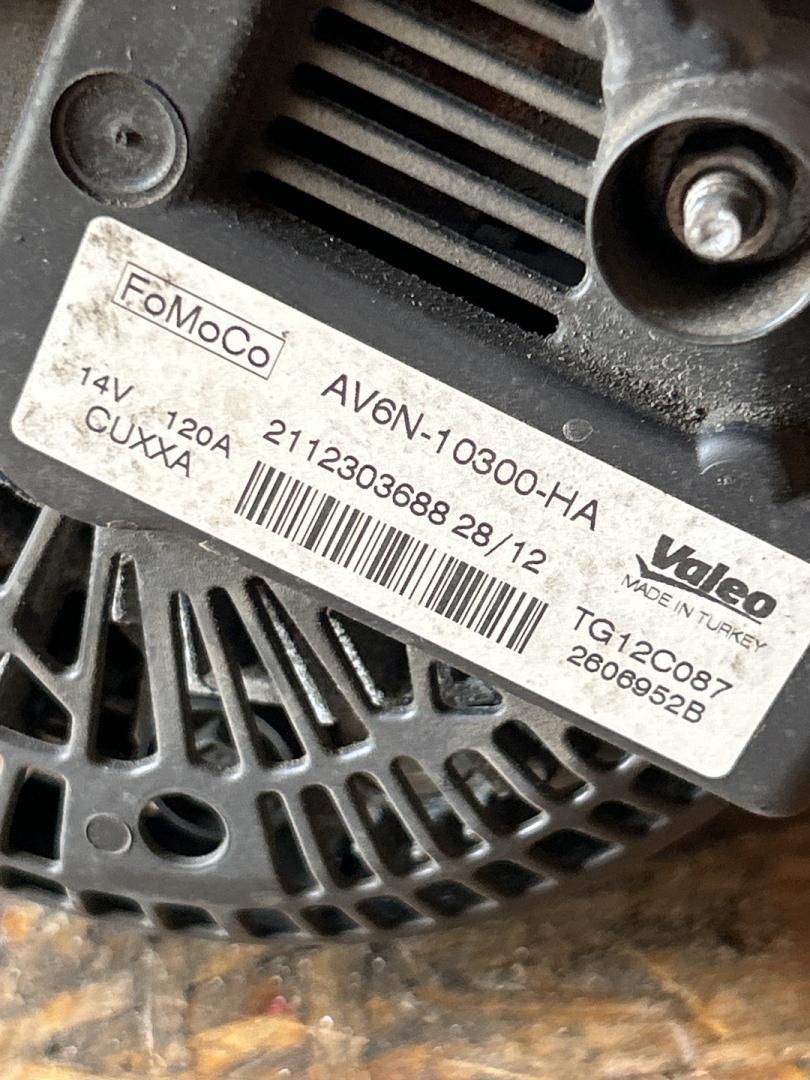 FoMoCo
AV6N-10300-HA
14V 120A
2112303688 28/12
CUXXA
Valeo
MADE IN TURKEY
TG12C087
2606952B